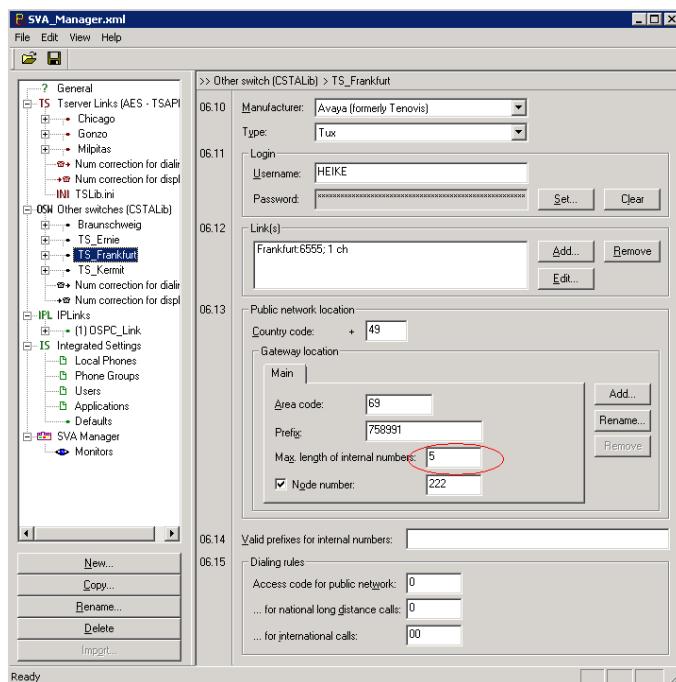 SVA_Manager.xml
File Edit View Help
? General
TS Tserver Links (AES - TSAPI
Chicago
Gonzo
Milpitas
Num correction for dialin
Num correction for displ
INI TSLib.ini
OSW Other switches (CSTALib)
Braunschweig
TS_Ernie
TS_Frankfurt
TS_Kermit
Num correction for dialin
Num correction for displ
IPL IPLinks
(1) OSPC_Link
IS Integrated Settings
Local Phones
Phone Groups
Users
Applications
Defaults
SVA Manager
Monitors
New...
Copy...
Rename...
Delete
Import...
>> Other switch (CSTALib) > TS_Frankfurt
06.10 Manufacturer: Avaya (formerly Tenovis)
Type: Tux
06.11 Login
Username: HEIKE
Password: Set... Clear
06.12 Link(s)
Frankfurt:6555; 1 ch Add... Remove
Edit...
06.13 Public network location
Country code: + 49
Gateway location
Main
Area code: 69 Add...
Prefix: 758991 Rename...
Max. length of internal numbers: 5 Remove
Node number: 222
06.14 Valid prefixes for internal numbers:
06.15 Dialing rules
Access code for public network: 0
... for national long distance calls: 0
... for international calls: 00
Ready